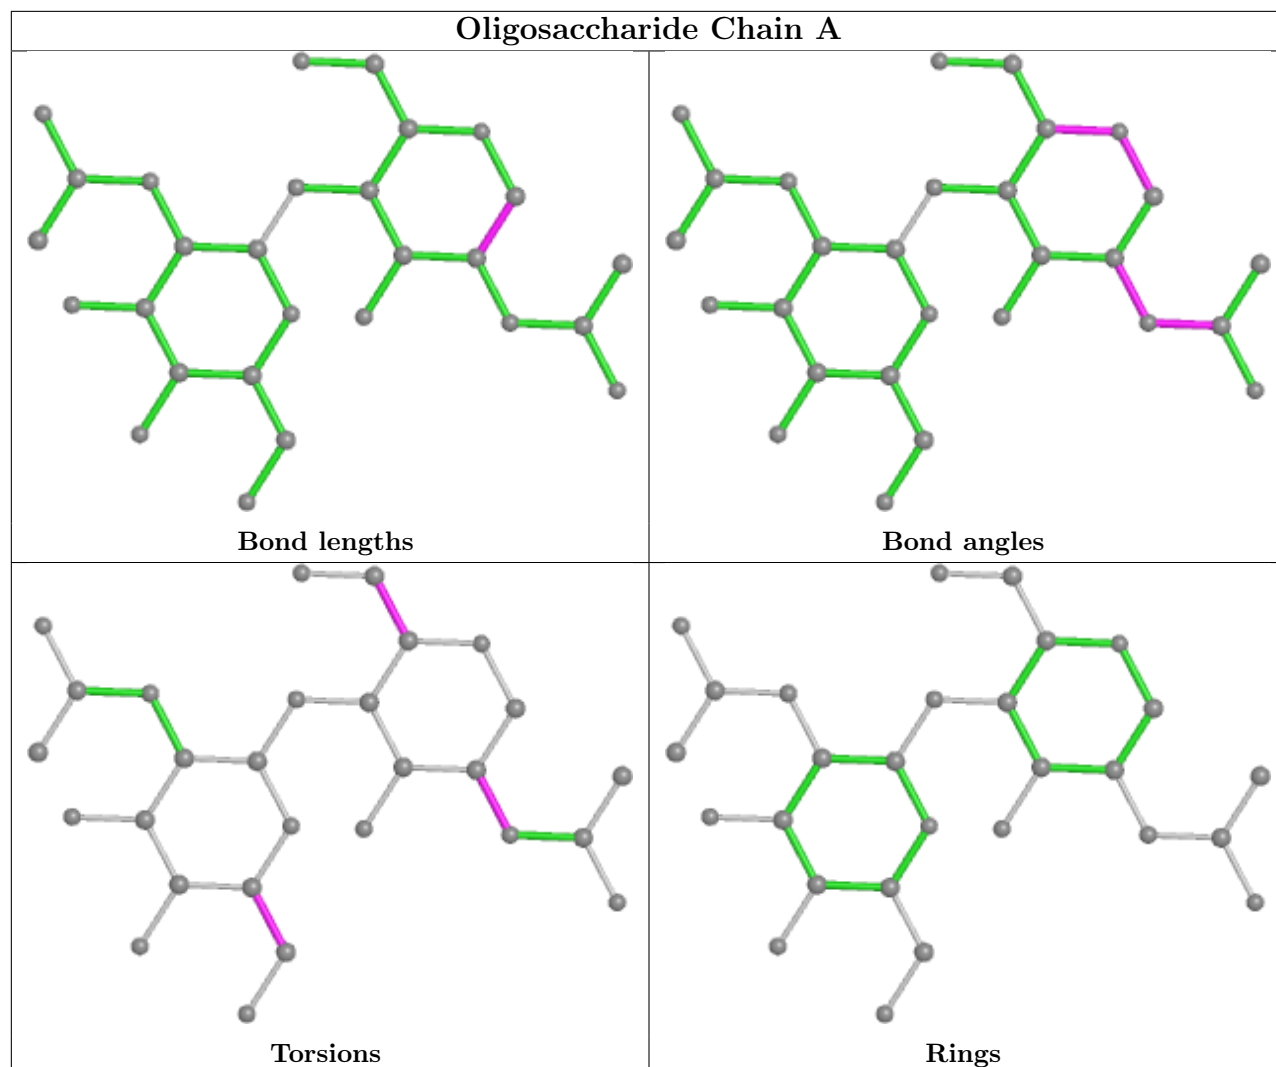 Oligosaccharide Chain A
Bond lengths
Bond angles
Torsions
Rings